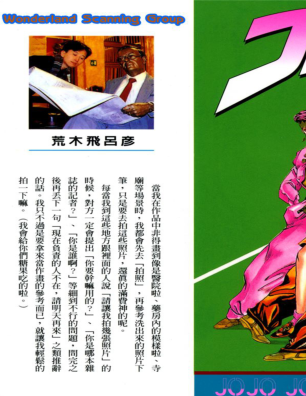 Wonderland Scanning Group
荒木飛呂彥
當我在作品中非得畫到像是醫院啦、藥房內的模樣啦、寺
廟等場景時，我都會先去「拍照」，再參考洗出來的照片下
筆，只是要去拍這些照片，還真的滿費神的呢。
每當我到這些地方跟裡面的人說「請讓我拍幾張照片」的
時候，對方一定會提出「你要幹嘛用的？」、「你是哪本雜
誌的記者？」、「你是誰啊？」等細到不行的問題，問完之
後再丟下一句「現在負責的人不在，請明天再來」之類推辭
的話。我只不過是要拿來當作畫的參考而已，就讓我輕鬆的
拍一下嘛。（我會給你們糖果吃的啦。）
JOJO JO